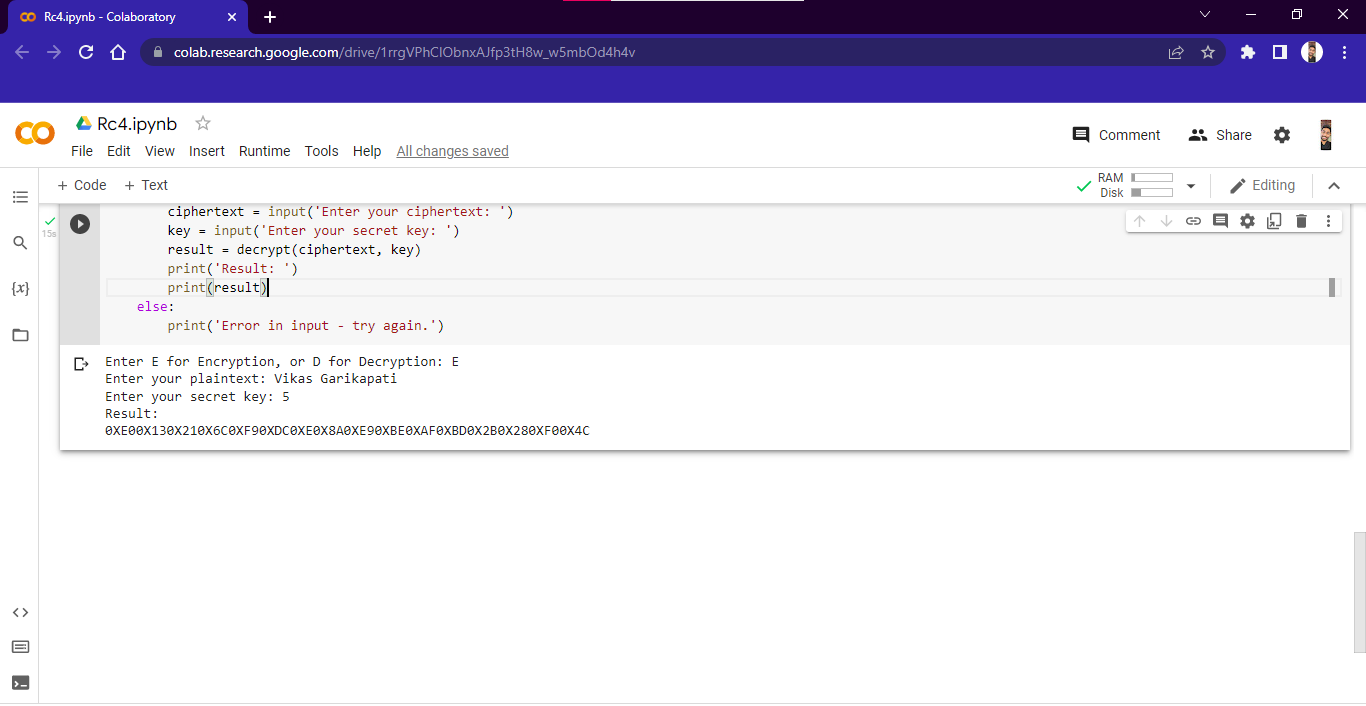 Rc4.ipynb - Colaboratory
colab.research.google.com/drive/1rrgVPhClObnxAJfp3tH8w_w5mbOd4h4v
Rc4.ipynb
File Edit View Insert Runtime Tools Help All changes saved
Comment Share
+ Code + Text
RAM
Disk
Editing
15s
ciphertext = input('Enter your ciphertext: ')
key = input('Enter your secret key: ')
result = decrypt(ciphertext, key)
print('Result: ')
print(result)
else:
print('Error in input - try again.')
{x}
Enter E for Encryption, or D for Decryption: E
Enter your plaintext: Vikas Garikapati
Enter your secret key: 5
Result:
0XE00X130X210X6C0XF90XDC0XE0X8A0XE90XBE0XAF0XBD0X2B0X280XF00X4C